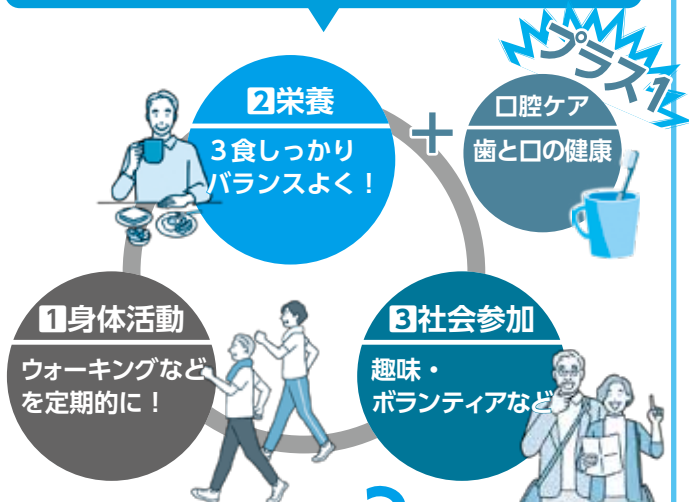 プラス1
2栄養
3食しっかり
バランスよく！
＋
口腔ケア
歯と口の健康
1身体活動
ウォーキングなど
を定期的に！
3社会参加
趣味・
ボランティアなど